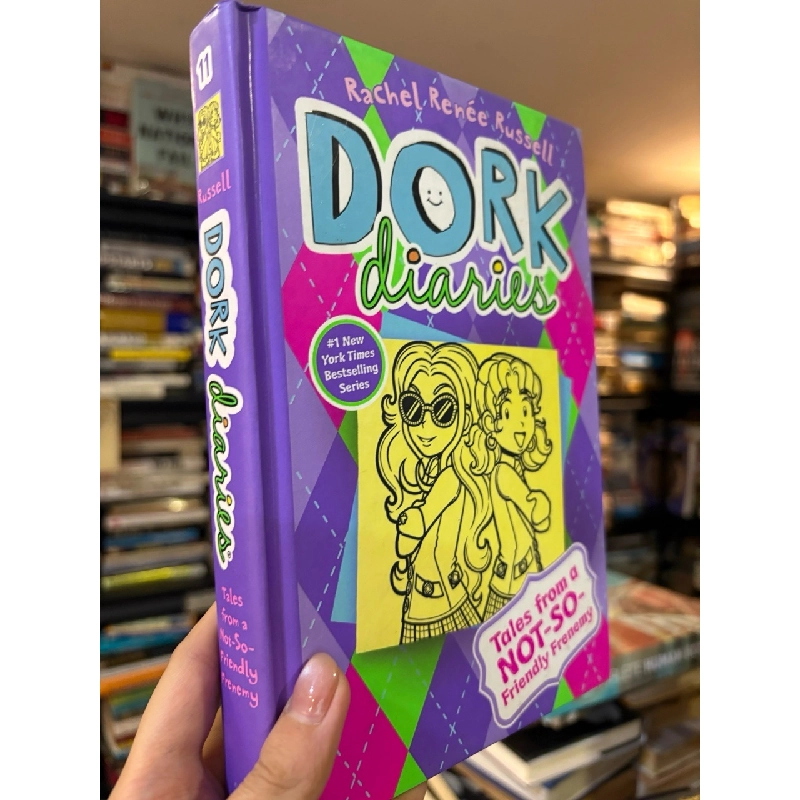 11
Russell
DORK
diaries
Tales
from a
Not-So-
Friendly
Frenemy
Rachel Renée Russell
DORK
diaries
#1 New
York Times
Bestselling
Series
Tales from a
NOT-SO-
Friendly Frenemy